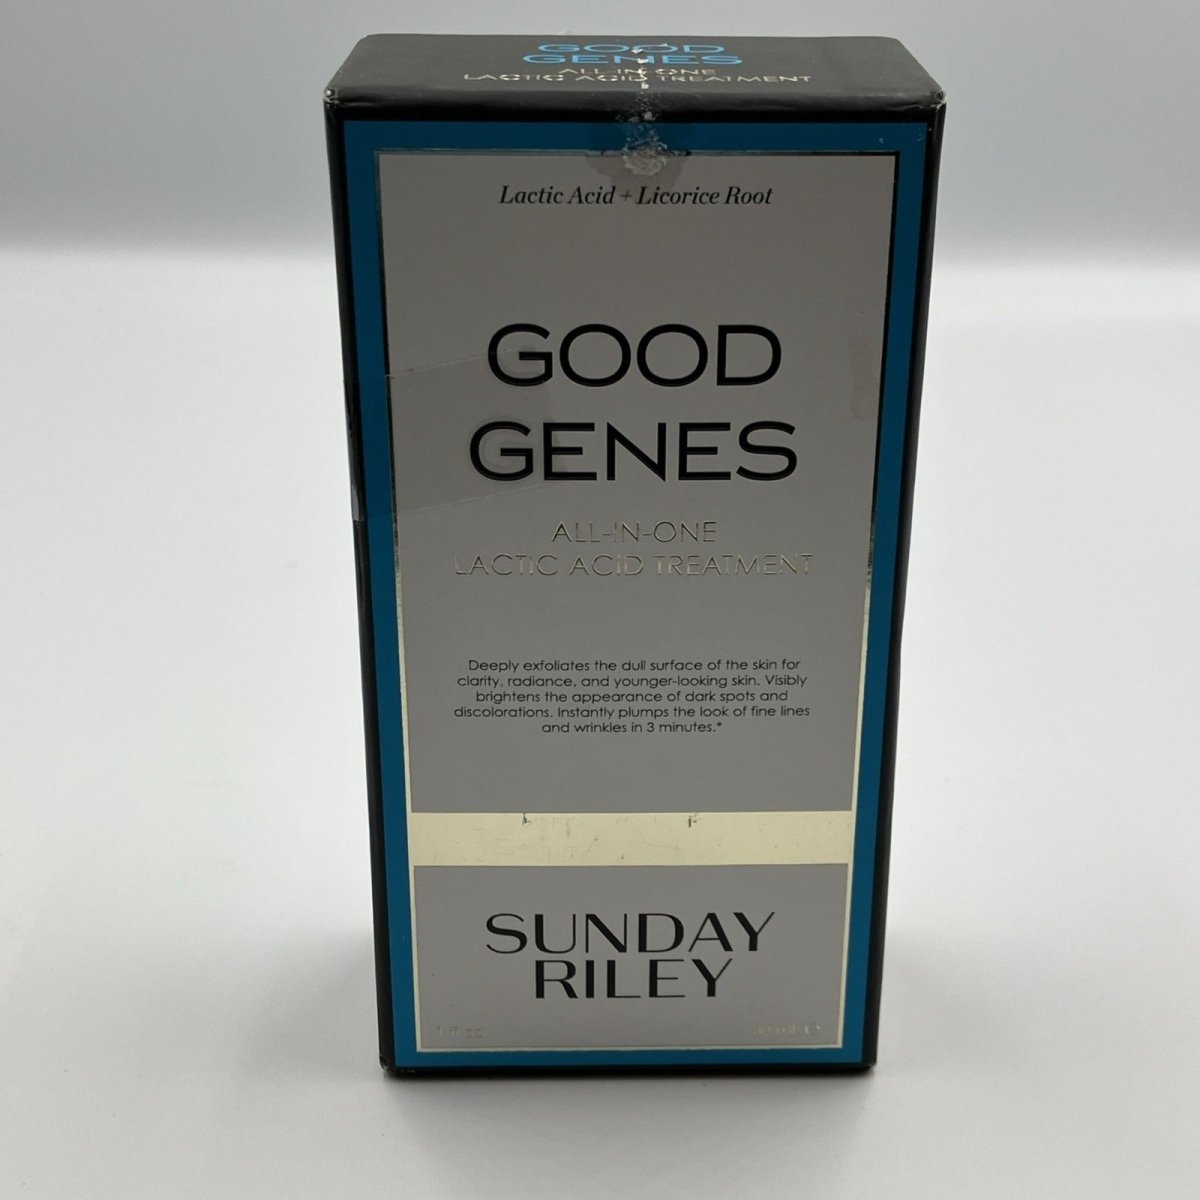 GOOD
GENES
ALL-IN-ONE
LACTIC ACID TREATMENT
Lactic Acid + Licorice Root
GOOD
GENES
ALL-IN-ONE
LACTIC ACID TREATMENT
Deeply exfoliates the dull surface of the skin for
clarity, radiance, and younger-looking skin. Visibly
brightens the appearance of dark spots and
discolorations. Instantly plumps the look of fine lines
and wrinkles in 3 minutes.*
SUNDAY
RILEY
1 fl oz